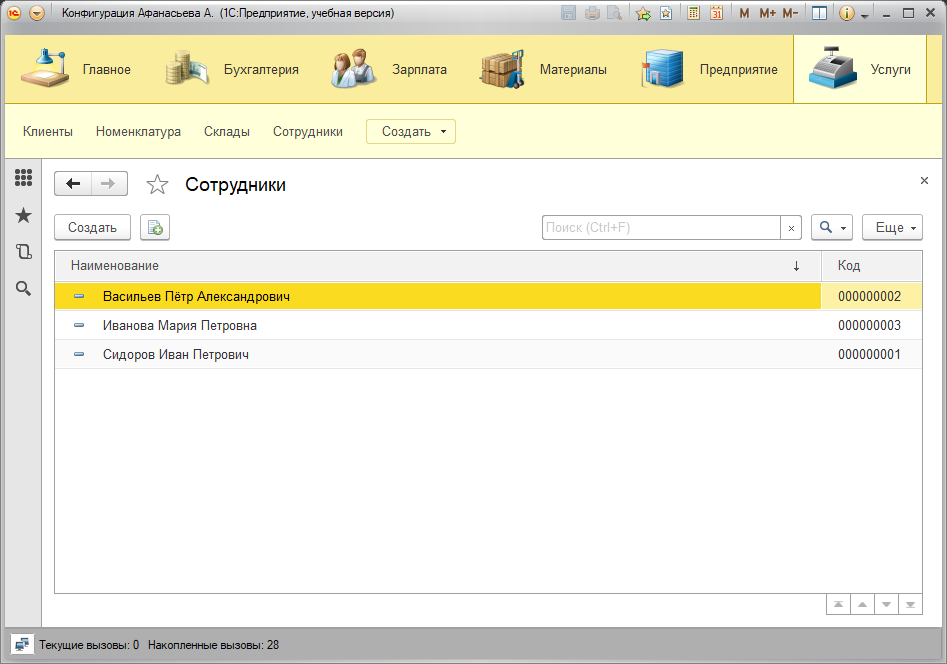 Конфигурация Афанасьева А. (1С:Предприятие, учебная версия)
31 M M+ M-
Главное Бухгалтерия Зарплата Материалы Предприятие Услуги
Клиенты Номенклатура Склады Сотрудники Создать
Сотрудники
Создать Поиск (Ctrl+F) Еще
Наименование Код
Васильев Пётр Александрович 000000002
Иванова Мария Петровна 000000003
Сидоров Иван Петрович 000000001
Текущие вызовы: 0 Накопленные вызовы: 28